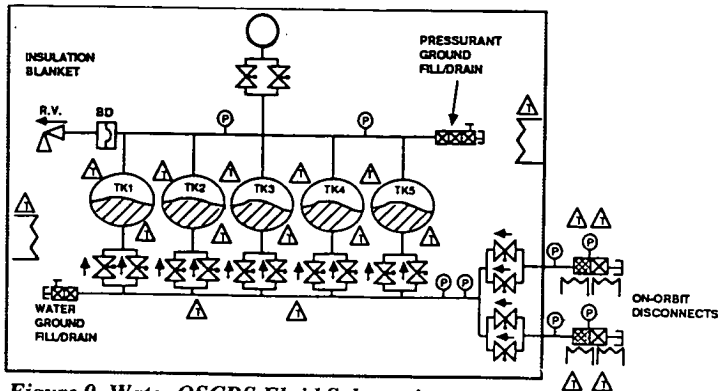 INSULATION
BLANKET
PRESSURANT
GROUND
FILL/DRAIN
R.V.
BD
P
P
T
T
T
T
T
T
T
TK1
TK2
TK3
TK4
TK5
T
T
T
T
T
T
T
T
P
P
P
P
P
P
WATER
GROUND
FILL/DRAIN
T
T
ON-ORBIT
DISCONNECTS
T
T
Figure 9. Water OSCRS Fluid Schematic